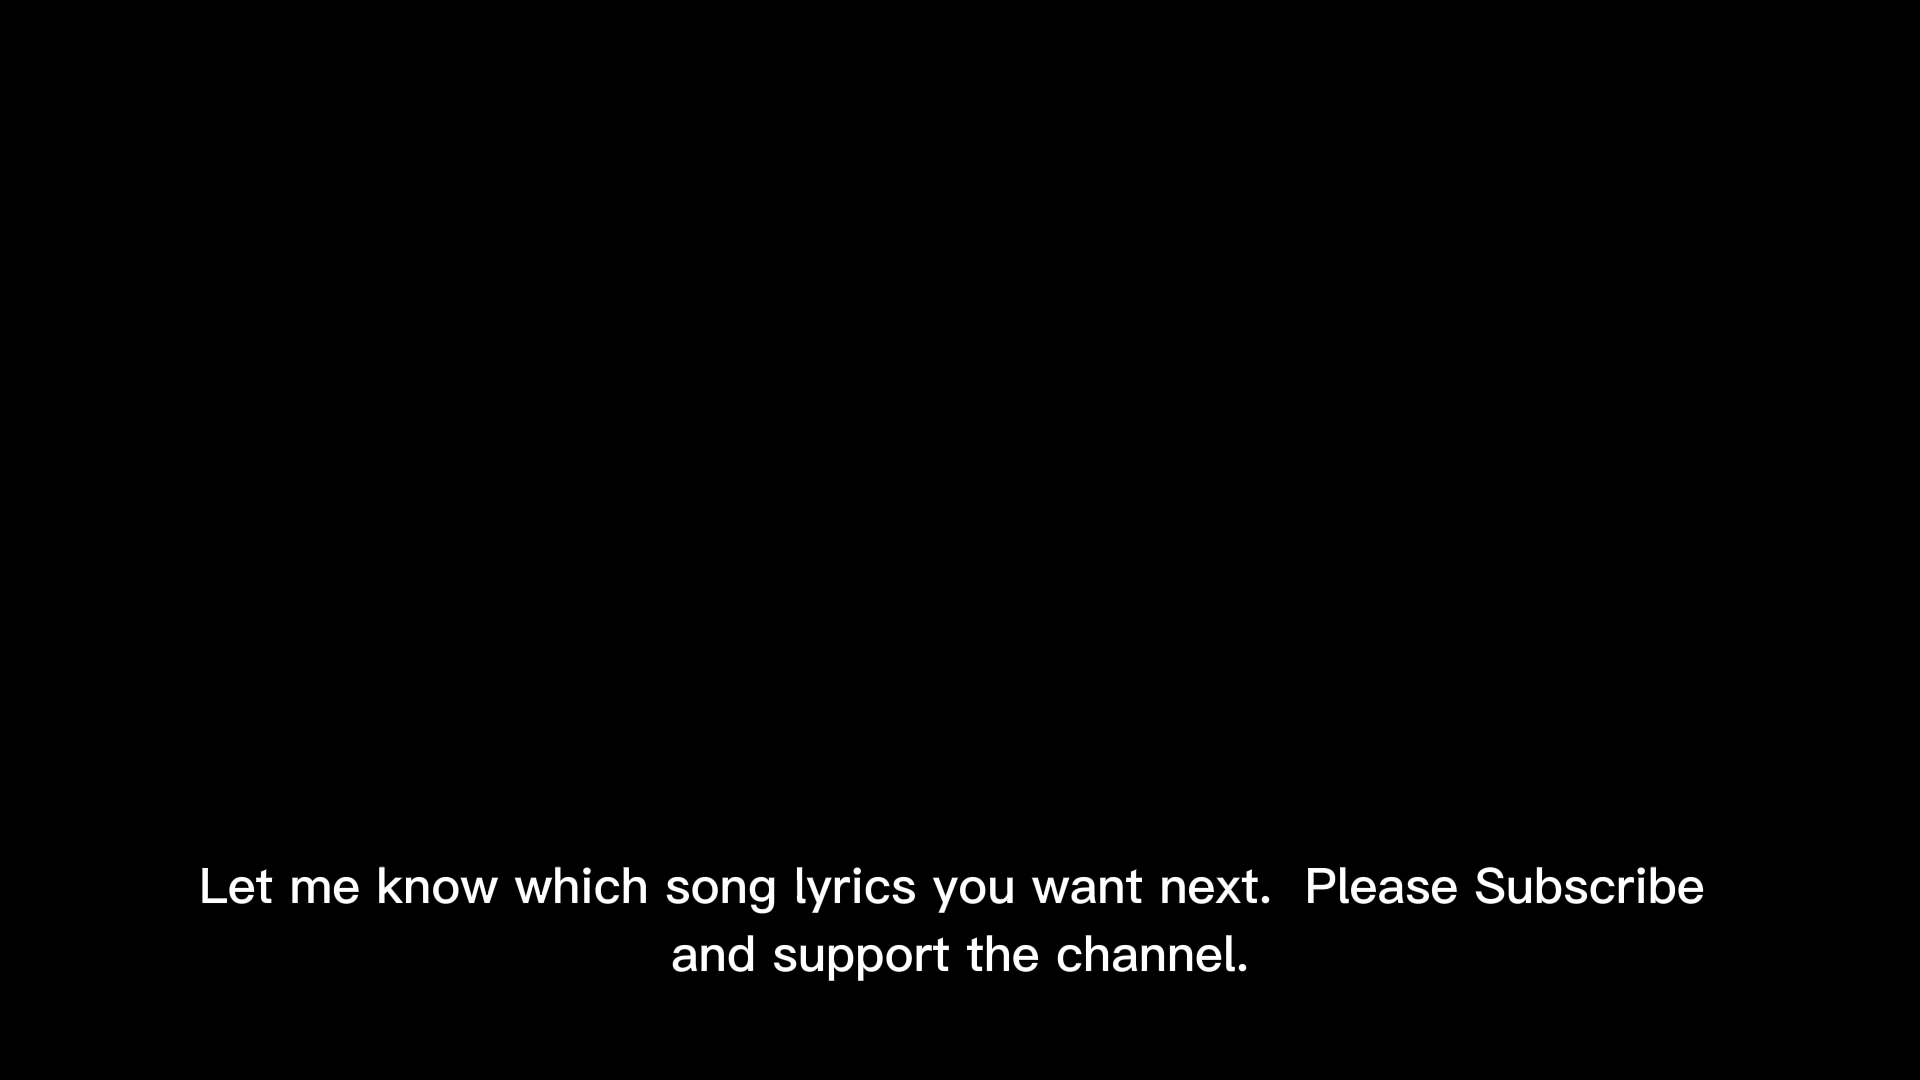 Let me know which song lyrics you want next.  Please Subscribe
and support the channel.